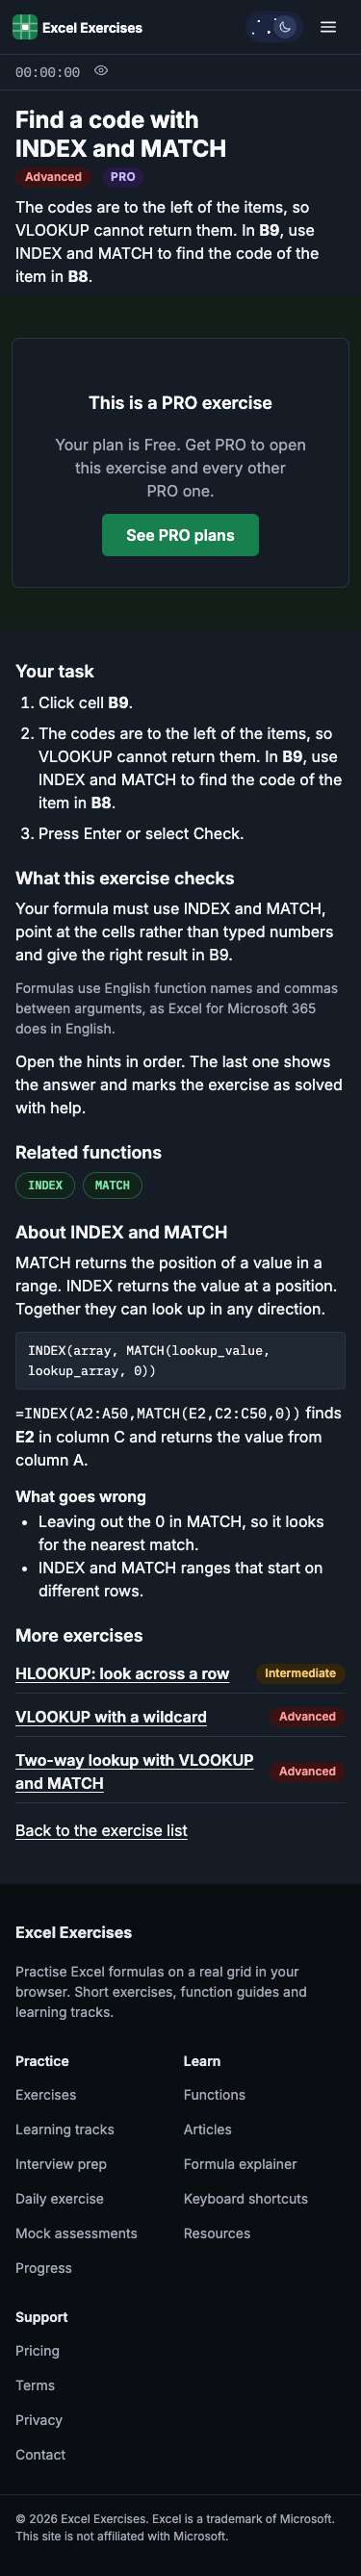 Excel Exercises
00:00:00
Find a code with
INDEX and MATCH
Advanced PRO
The codes are to the left of the items, so
VLOOKUP cannot return them. In B9, use
INDEX and MATCH to find the code of the
item in B8.
This is a PRO exercise
Your plan is Free. Get PRO to open
this exercise and every other
PRO one.
See PRO plans
Your task
1. Click cell B9.
2. The codes are to the left of the items, so
VLOOKUP cannot return them. In B9, use
INDEX and MATCH to find the code of the
item in B8.
3. Press Enter or select Check.
What this exercise checks
Your formula must use INDEX and MATCH,
point at the cells rather than typed numbers
and give the right result in B9.
Formulas use English function names and commas
between arguments, as Excel for Microsoft 365
does in English.
Open the hints in order. The last one shows
the answer and marks the exercise as solved
with help.
Related functions
INDEX MATCH
About INDEX and MATCH
MATCH returns the position of a value in a
range. INDEX returns the value at a position.
Together they can look up in any direction.
INDEX(array, MATCH(lookup_value,
lookup_array, 0))
=INDEX(A2:A50,MATCH(E2,C2:C50,0)) finds
E2 in column C and returns the value from
column A.
What goes wrong
• Leaving out the 0 in MATCH, so it looks
for the nearest match.
• INDEX and MATCH ranges that start on
different rows.
More exercises
HLOOKUP: look across a row Intermediate
VLOOKUP with a wildcard Advanced
Two-way lookup with VLOOKUP
and MATCH Advanced
Back to the exercise list
Excel Exercises
Practise Excel formulas on a real grid in your
browser. Short exercises, function guides and
learning tracks.
Practice
Exercises
Learning tracks
Interview prep
Daily exercise
Mock assessments
Progress
Learn
Functions
Articles
Formula explainer
Keyboard shortcuts
Resources
Support
Pricing
Terms
Privacy
Contact
© 2026 Excel Exercises. Excel is a trademark of Microsoft.
This site is not affiliated with Microsoft.